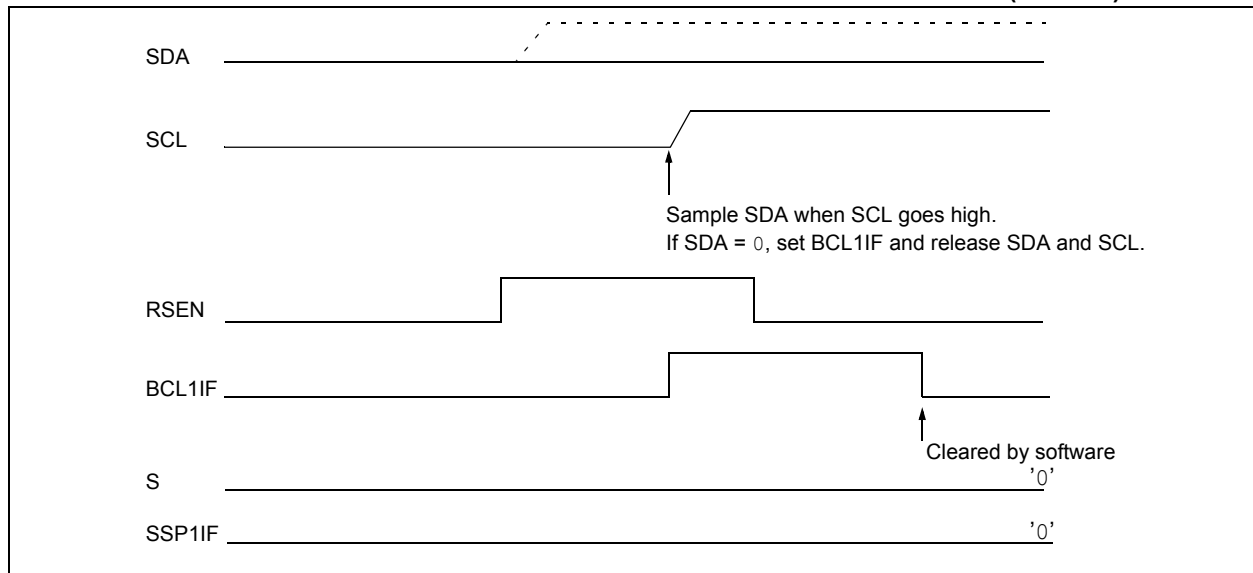 SDA
SCL
Sample SDA when SCL goes high.
If SDA = 0, set BCL1IF and release SDA and SCL.
RSEN
BCL1IF
Cleared by software
S
'0'
SSP1IF
'0'